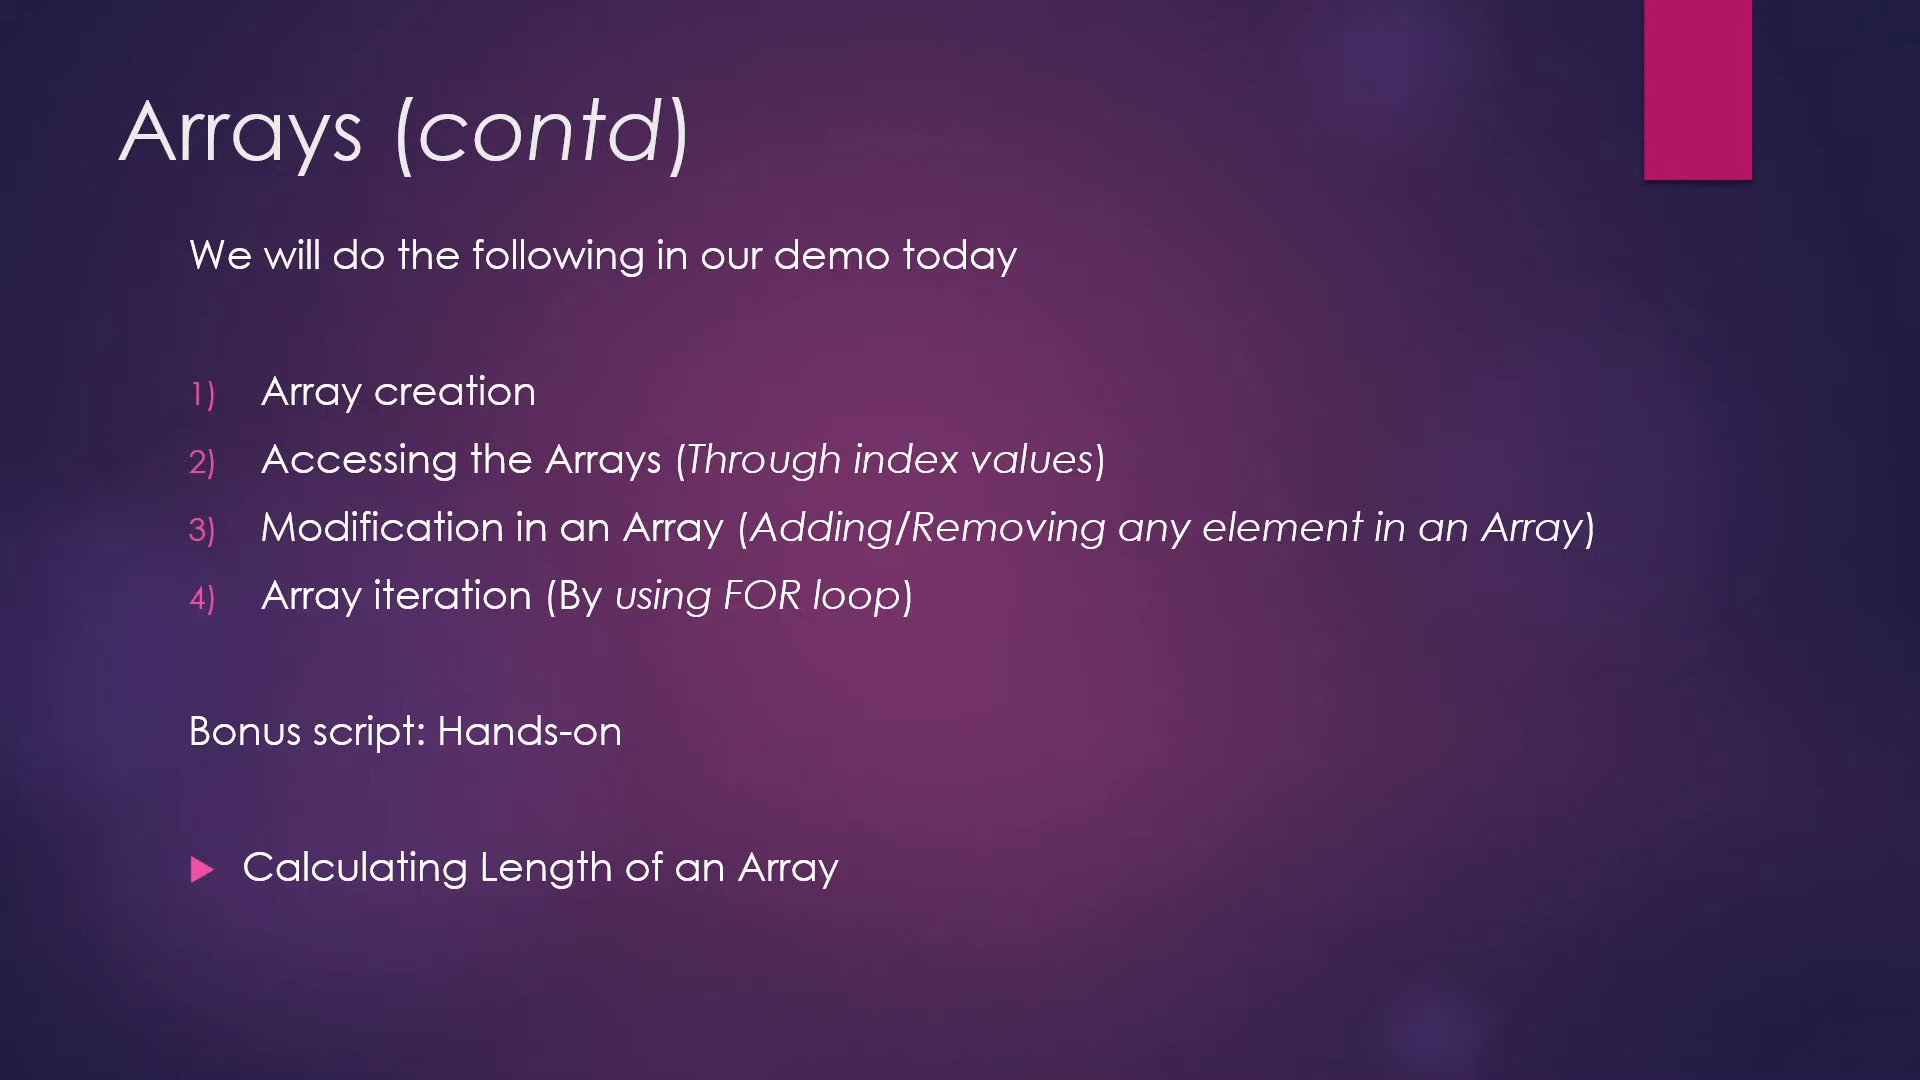 Arrays (contd)
We will do the following in our demo today
1) Array creation
2) Accessing the Arrays (Through index values)
3) Modification in an Array (Adding/Removing any element in an Array)
4) Array iteration (By using FOR loop)
Bonus script: Hands-on
Calculating Length of an Array